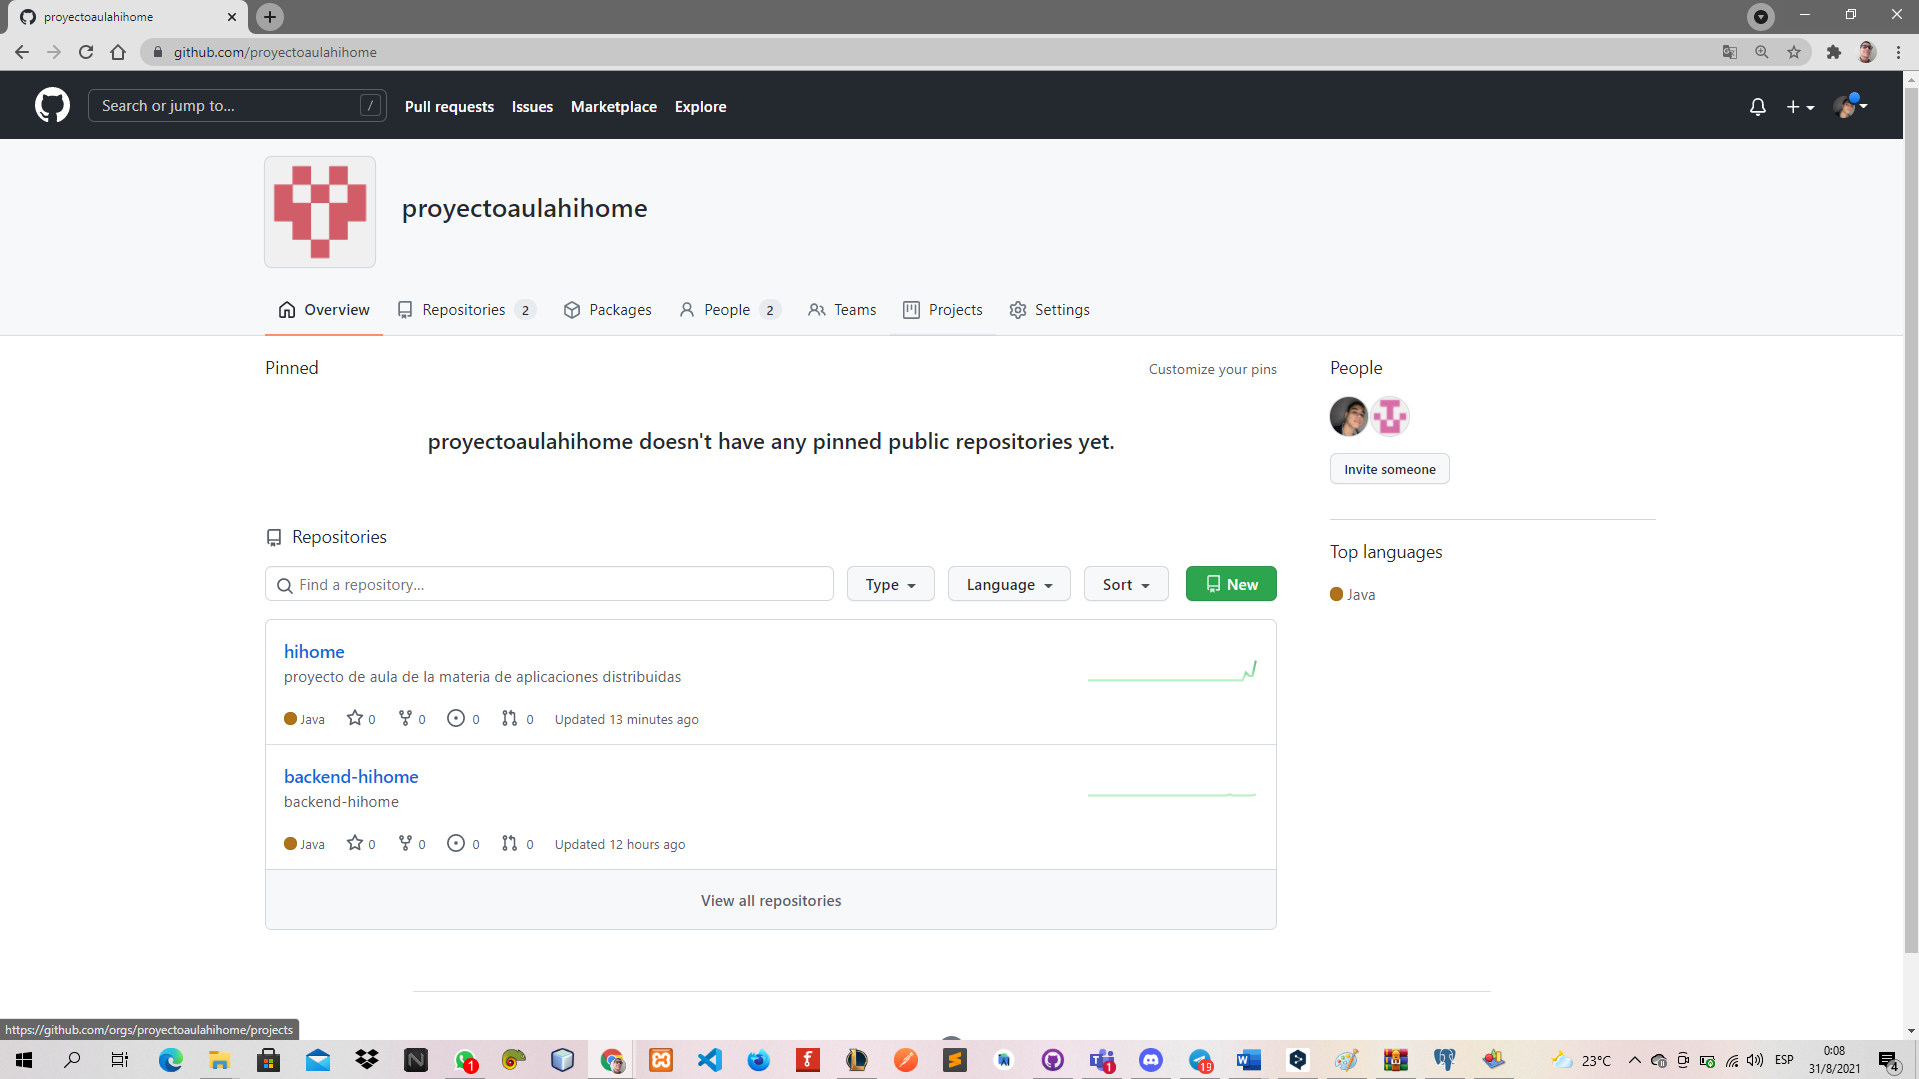 proyectoaulahihome
github.com/proyectoaulahihome
Search or jump to...
/
Pull requests
Issues
Marketplace
Explore
proyectoaulahihome
Overview
Repositories 2
Packages
People 2
Teams
Projects
Settings
Pinned
Customize your pins
proyectoaulahihome doesn't have any pinned public repositories yet.
People
Invite someone
Top languages
Java
Repositories
Find a repository...
Type
Language
Sort
New
hihome
proyecto de aula de la materia de aplicaciones distribuidas
Java 0 0 0 0 Updated 13 minutes ago
backend-hihome
backend-hihome
Java 0 0 0 0 Updated 12 hours ago
View all repositories
https://github.com/orgs/proyectoaulahihome/projects
1
1
19
23°C
ESP
0:08
31/8/2021
4